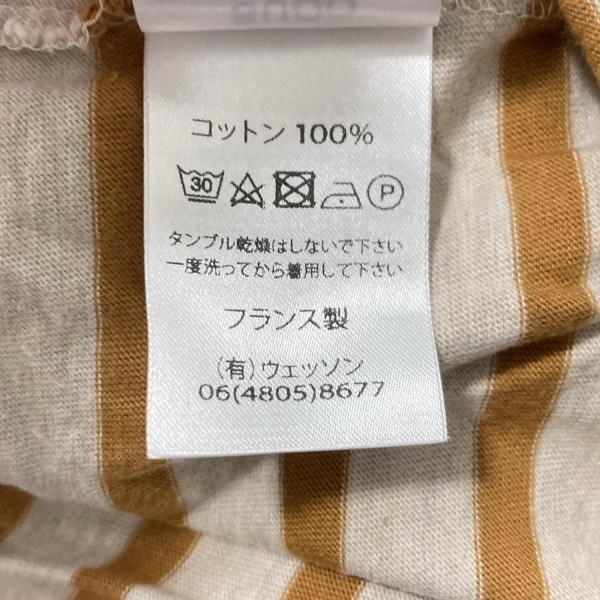 コットン 100%
30 P
タンブル乾燥はしないで下さい
一度洗ってから着用して下さい
フランス製
(有)ウェッソン
06(4805)8677